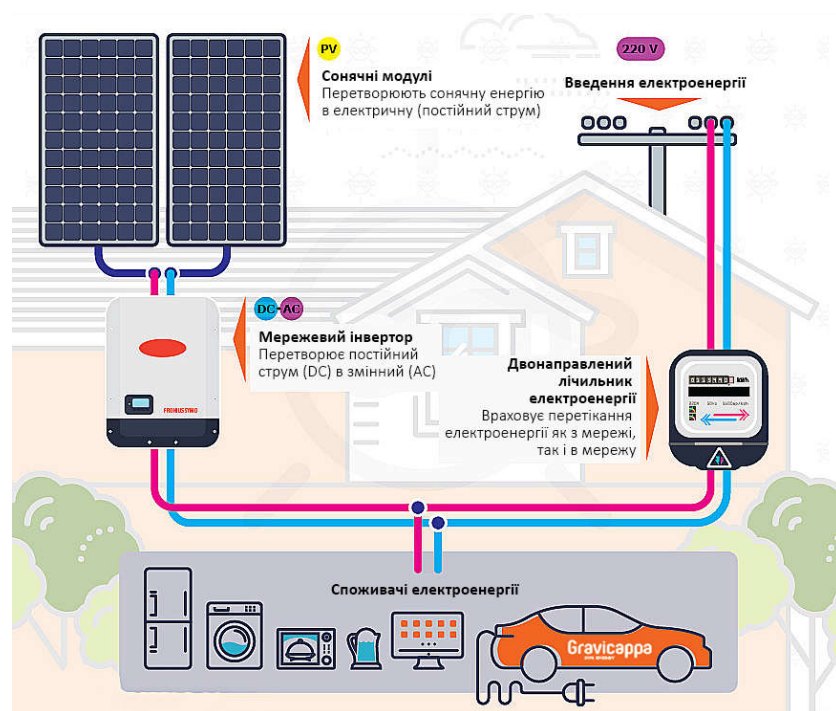 PV
Сонячні модулі
Перетворюють сонячну енергію
в електричну (постійний струм)
220 V
Введення електроенергії
DC-AC
Мережевий інвертор
Перетворює постійний
струм (DC) в змінний (AC)
FRONIUS SYMO
Двонаправлений
лічильник
електроенергії
Враховує перетікання
електроенергії як з мережі,
так і в мережу
kWh
Споживачі електроенергії
Gravicappa